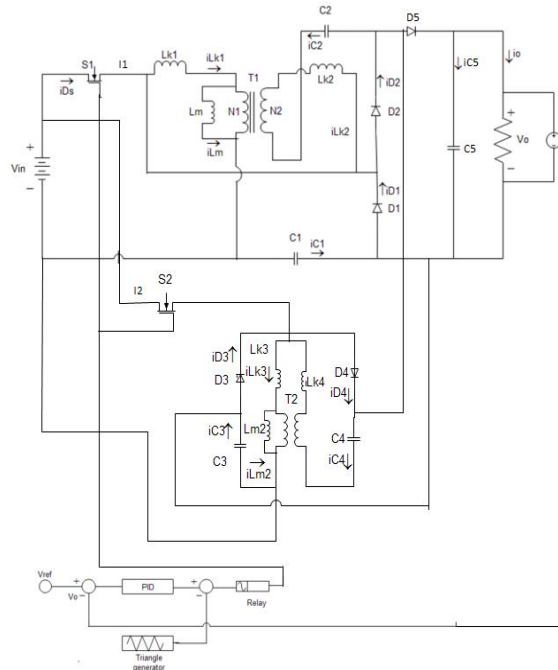 C2
D5
S1
I1
Lk1
iLk1
iC2
iDs
T1
iC5
io
Lk2
iD2
Lm
N1
N2
D2
+
+
Vin
iLm
iLk2
C5
Vo
-
-
iD1
D1
C1
iC1
S2
I2
iD3
Lk3
iLk3
iLk4
D4
D3
iD4
T2
iC3
Lm2
C4
C3
iLm2
iC4
Vref
+
Vo
-
PID
+
-
Relay
Triangle
generator